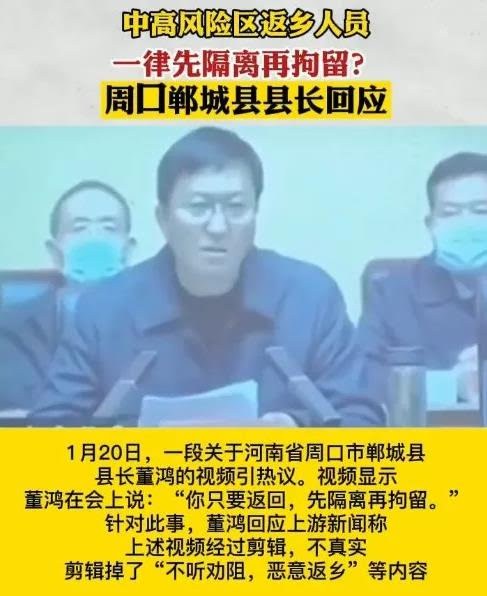 中高风险区返乡人员
一律先隔离再拘留？
周口郸城县县长回应
1月20日，一段关于河南省周口市郸城县
县长董鸿的视频引热议。视频显示
董鸿在会上说：“你只要返回，先隔离再拘留。”
针对此事，董鸿回应上游新闻称
上述视频经过剪辑，不真实
剪辑掉了“不听劝阻，恶意返乡”等内容